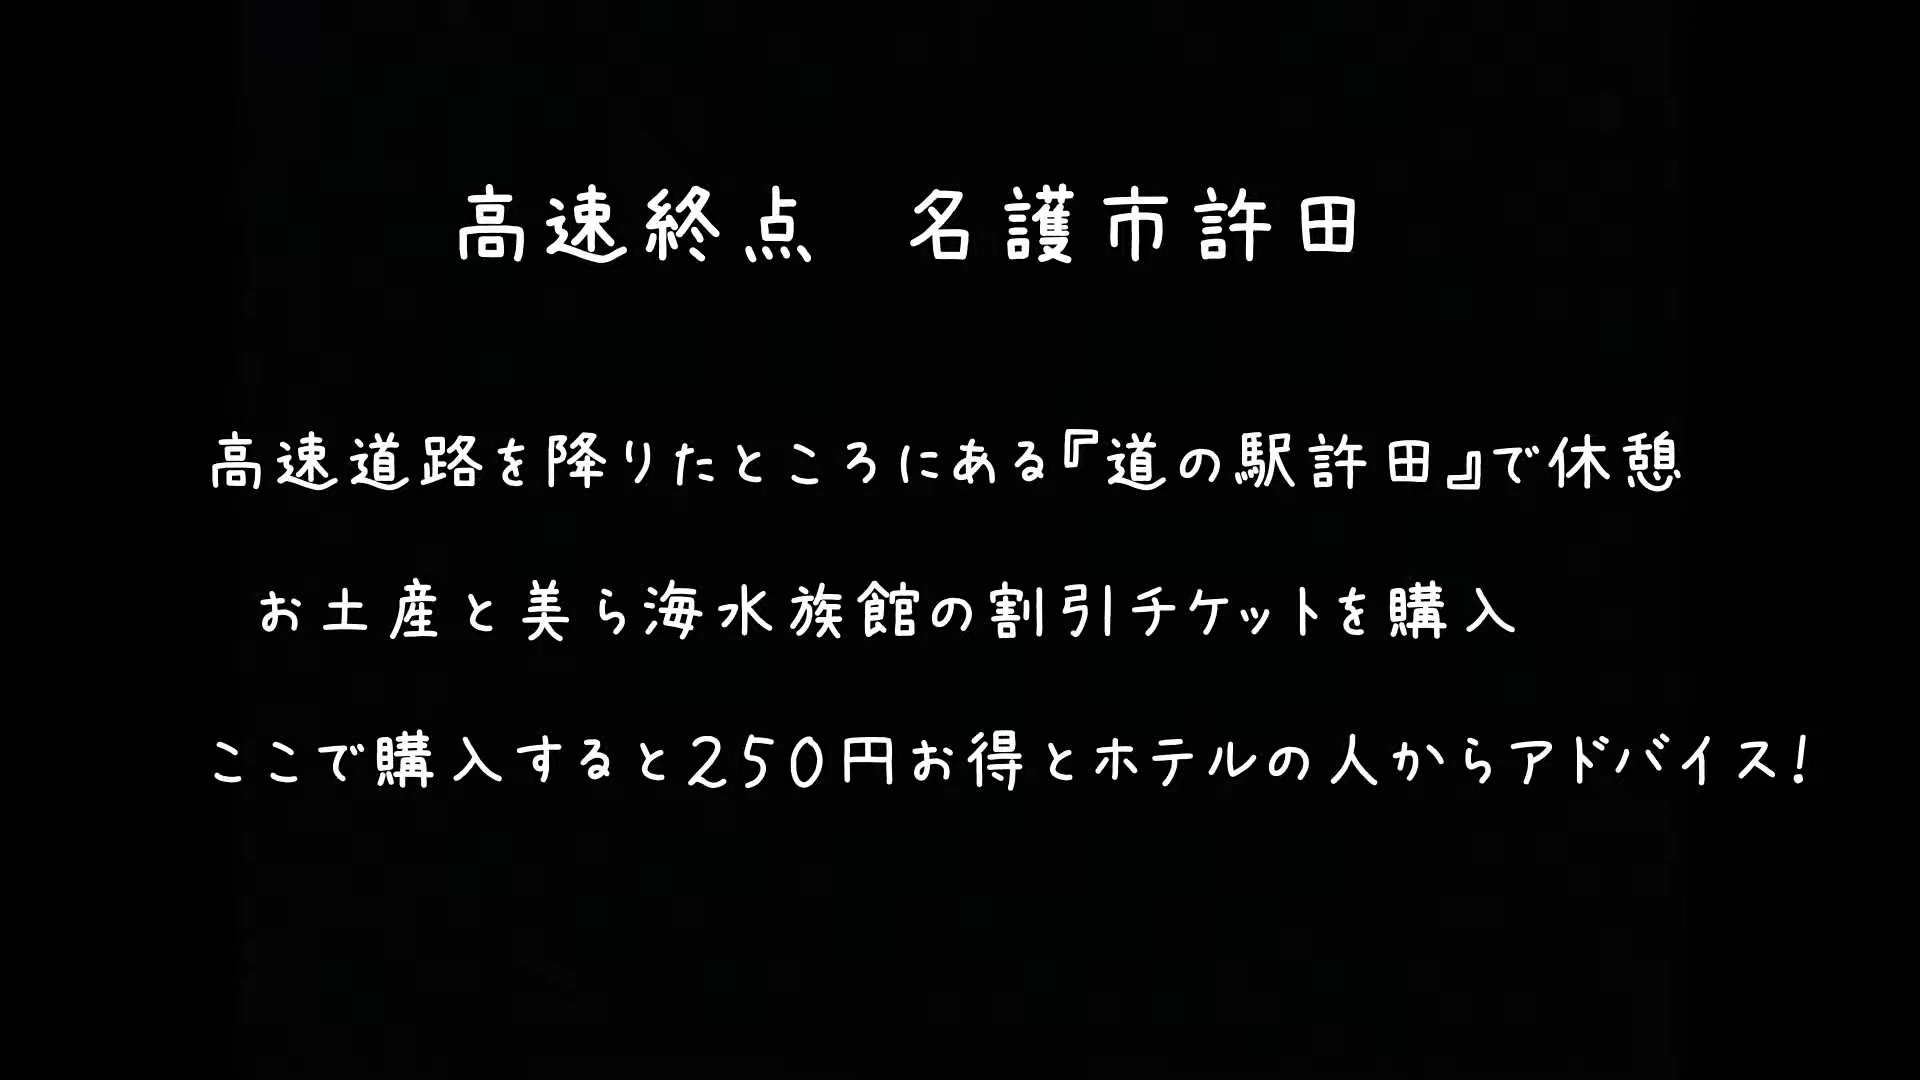 高速終点　名護市許田
高速道路を降りたところにある『道の駅許田』で休憩
お土産と美ら海水族館の割引チケットを購入
ここで購入すると250円お得とホテルの人からアドバイス!